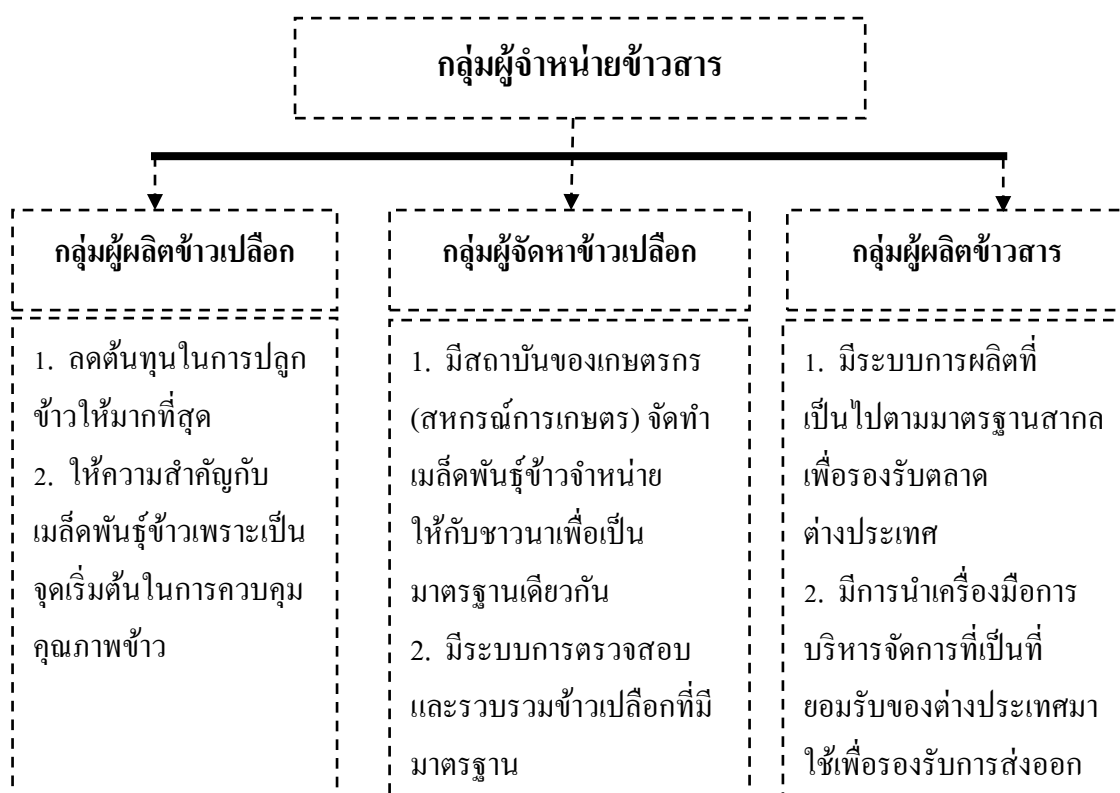 กลุ่มผู้จำหน่ายข้าวสาร
กลุ่มผู้ผลิตข้าวเปลือก
1. ลดต้นทุนในการปลูก
ข้าวให้มากที่สุด
2. ให้ความสำคัญกับ
เมล็ดพันธุ์ข้าวเพราะเป็น
จุดเริ่มต้นในการควบคุม
คุณภาพข้าว
กลุ่มผู้จัดหาข้าวเปลือก
1. มีสถาบันของเกษตรกร
(สหกรณ์การเกษตร) จัดทำ
เมล็ดพันธุ์ข้าวจำหน่าย
ให้กับชาวนาเพื่อเป็น
มาตรฐานเดียวกัน
2. มีระบบการตรวจสอบ
และรวบรวมข้าวเปลือกที่มี
มาตรฐาน
กลุ่มผู้ผลิตข้าวสาร
1. มีระบบการผลิตที่
เป็นไปตามมาตรฐานสากล
เพื่อรองรับตลาด
ต่างประเทศ
2. มีการนำเครื่องมือการ
บริหารจัดการที่เป็นที่
ยอมรับของต่างประเทศมา
ใช้เพื่อรองรับการส่งออก